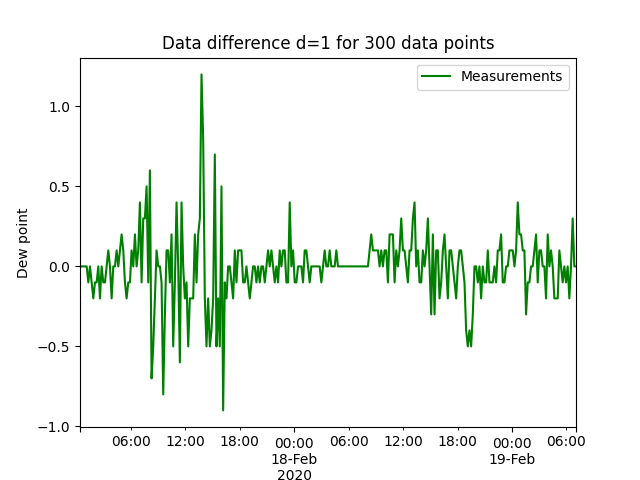 Data difference d=1 for 300 data points
Measurements
Dew point
1.0
0.5
0.0
−0.5
−1.0
06:00 12:00 18:00 00:00 06:00 12:00 18:00 00:00 06:00
18-Feb 19-Feb
2020